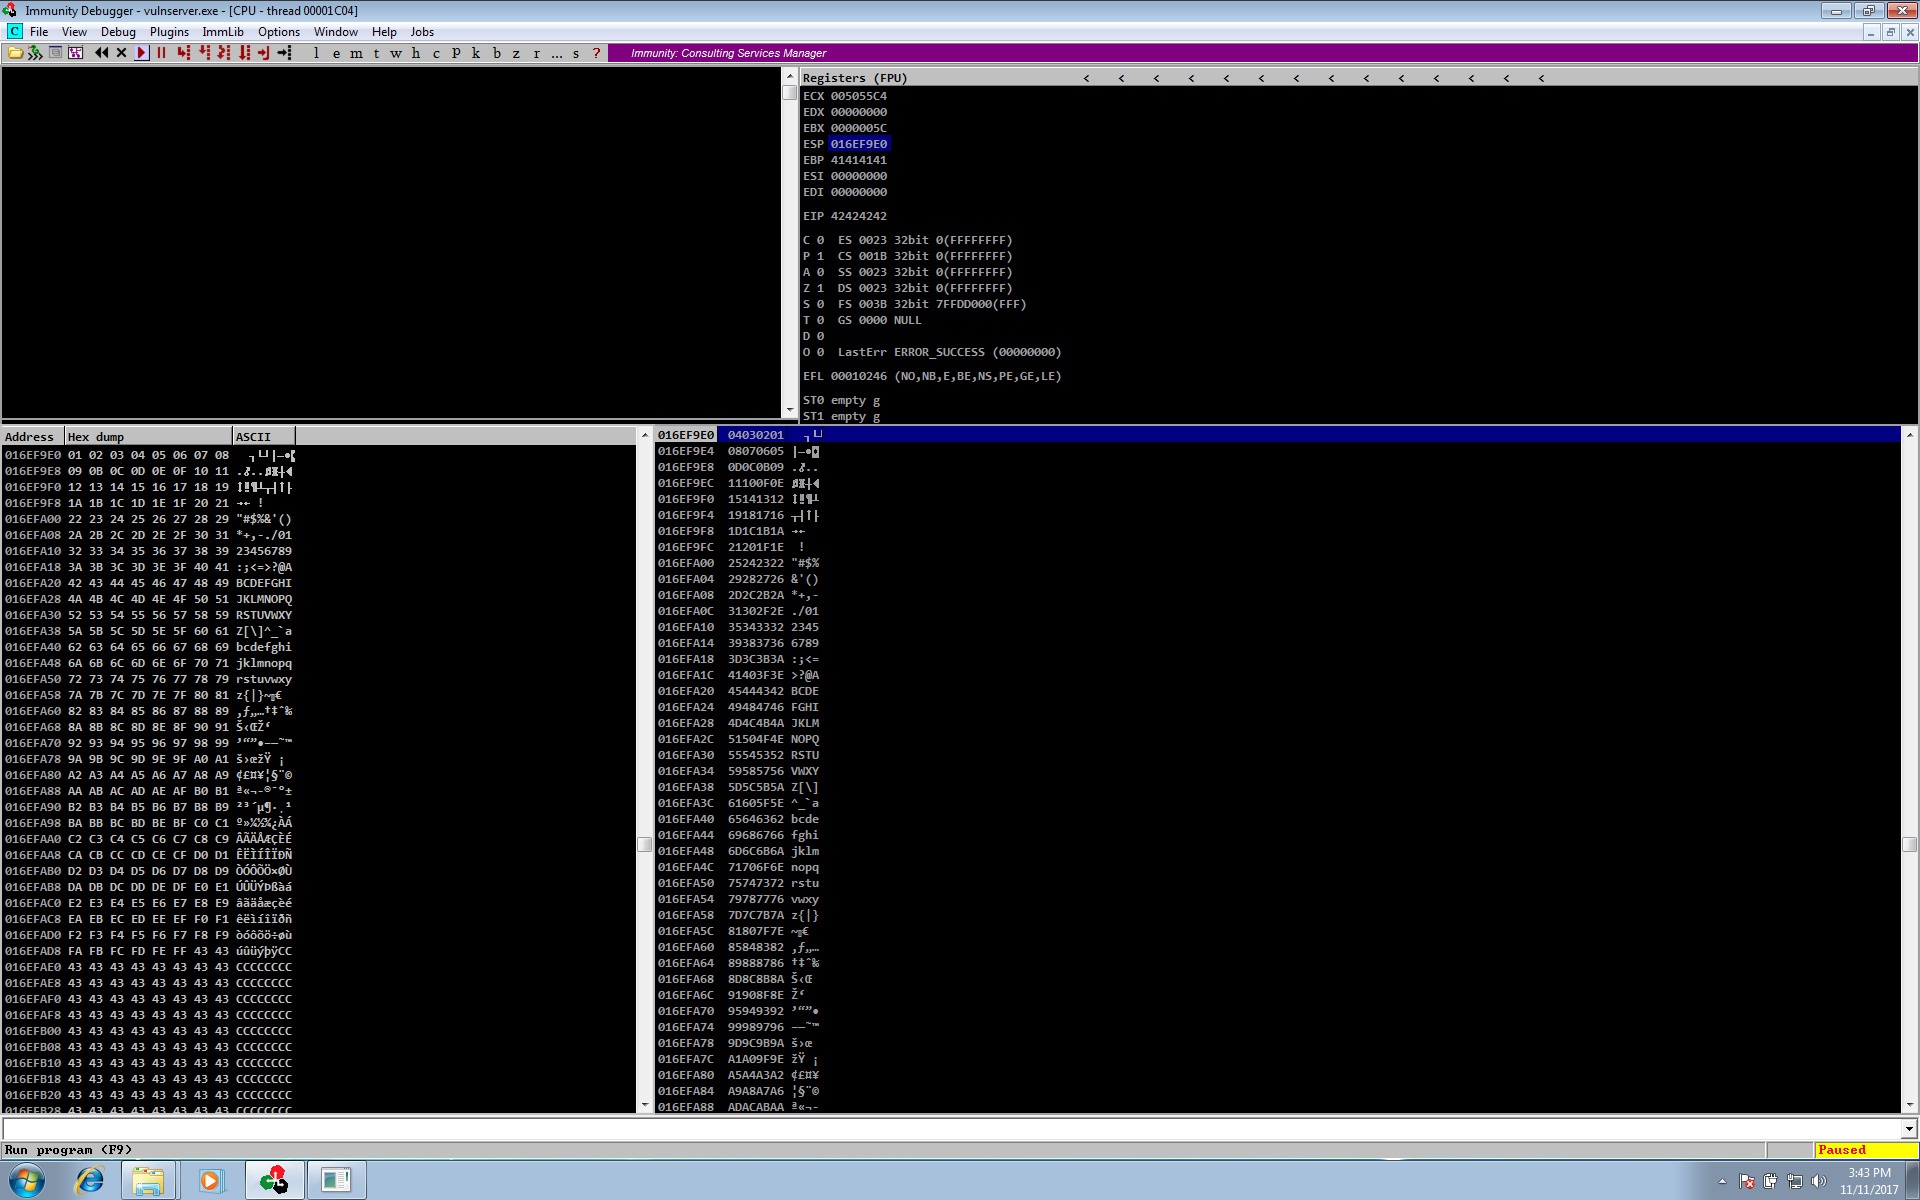 Immunity Debugger - vulnserver.exe - [CPU - thread 00001C04]
C File View Debug Plugins ImmLib Options Window Help Jobs
l e m t w h c P k b z r ... s ? Immunity: Consulting Services Manager
Registers (FPU) < < < < < < < < < < < < < <
ECX 005055C4
EDX 00000000
EBX 0000005C
ESP 016EF9E0
EBP 41414141
ESI 00000000
EDI 00000000
EIP 42424242
C 0 ES 0023 32bit 0(FFFFFFFF)
P 1 CS 001B 32bit 0(FFFFFFFF)
A 0 SS 0023 32bit 0(FFFFFFFF)
Z 1 DS 0023 32bit 0(FFFFFFFF)
S 0 FS 003B 32bit 7FFDD000(FFF)
T 0 GS 0000 NULL
D 0
O 0 LastErr ERROR_SUCCESS (00000000)
EFL 00010246 (NO,NB,E,BE,NS,PE,GE,LE)
ST0 empty g
ST1 empty g
Address Hex dump ASCII
016EF9E0 01 02 03 04 05 06 07 08
016EF9E8 09 0B 0C 0D 0E 0F 10 11
016EF9F0 12 13 14 15 16 17 18 19
016EF9F8 1A 1B 1C 1D 1E 1F 20 21 →← !
016EFA00 22 23 24 25 26 27 28 29 "#$%&'()
016EFA08 2A 2B 2C 2D 2E 2F 30 31 *+,-./01
016EFA10 32 33 34 35 36 37 38 39 23456789
016EFA18 3A 3B 3C 3D 3E 3F 40 41 :;<=>?@A
016EFA20 42 43 44 45 46 47 48 49 BCDEFGHI
016EFA28 4A 4B 4C 4D 4E 4F 50 51 JKLMNOPQ
016EFA30 52 53 54 55 56 57 58 59 RSTUVWXY
016EFA38 5A 5B 5C 5D 5E 5F 60 61 Z[\]^_`a
016EFA40 62 63 64 65 66 67 68 69 bcdefghi
016EFA48 6A 6B 6C 6D 6E 6F 70 71 jklmnopq
016EFA50 72 73 74 75 76 77 78 79 rstuvwxy
016EFA58 7A 7B 7C 7D 7E 7F 80 81 z{|}~╗€
016EFA60 82 83 84 85 86 87 88 89 ‚ƒ„…†‡ˆ‰
016EFA68 8A 8B 8C 8D 8E 8F 90 91 Š‹ŒŽ‘
016EFA70 92 93 94 95 96 97 98 99 ’“”•–—˜™
016EFA78 9A 9B 9C 9D 9E 9F A0 A1 š›œžŸ ¡
016EFA80 A2 A3 A4 A5 A6 A7 A8 A9 ¢£¤¥¦§¨©
016EFA88 AA AB AC AD AE AF B0 B1 ª«¬-®¯°±
016EFA90 B2 B3 B4 B5 B6 B7 B8 B9 ²³´µ¶·¸¹
016EFA98 BA BB BC BD BE BF C0 C1 º»¼½¾¿ÀÁ
016EFAA0 C2 C3 C4 C5 C6 C7 C8 C9 ÂÃÄÅÆÇÈÉ
016EFAA8 CA CB CC CD CE CF D0 D1 ÊËÌÍÎÏÐÑ
016EFAB0 D2 D3 D4 D5 D6 D7 D8 D9 ÒÓÔÕÖ×ØÙ
016EFAB8 DA DB DC DD DE DF E0 E1 ÚÛÜÝÞßàá
016EFAC0 E2 E3 E4 E5 E6 E7 E8 E9 âãäåæçèé
016EFAC8 EA EB EC ED EE EF F0 F1 êëìíîïðñ
016EFAD0 F2 F3 F4 F5 F6 F7 F8 F9 òóôõö÷øù
016EFAD8 FA FB FC FD FE FF 43 43 úûüýþÿCC
016EFAE0 43 43 43 43 43 43 43 43 CCCCCCCC
016EFAE8 43 43 43 43 43 43 43 43 CCCCCCCC
016EFAF0 43 43 43 43 43 43 43 43 CCCCCCCC
016EFAF8 43 43 43 43 43 43 43 43 CCCCCCCC
016EFB00 43 43 43 43 43 43 43 43 CCCCCCCC
016EFB08 43 43 43 43 43 43 43 43 CCCCCCCC
016EFB10 43 43 43 43 43 43 43 43 CCCCCCCC
016EFB18 43 43 43 43 43 43 43 43 CCCCCCCC
016EFB20 43 43 43 43 43 43 43 43 CCCCCCCC
016EFB28 43 43 43 43 43 43 43 43 CCCCCCCC
016EF9E0 04030201
016EF9E4 08070605
016EF9E8 0D0C0B09
016EF9EC 11100F0E
016EF9F0 15141312
016EF9F4 19181716
016EF9F8 1D1C1B1A →←
016EF9FC 21201F1E !
016EFA00 25242322 "#$%
016EFA04 29282726 &'()
016EFA08 2D2C2B2A *+,-
016EFA0C 31302F2E ./01
016EFA10 35343332 2345
016EFA14 39383736 6789
016EFA18 3D3C3B3A :;<=
016EFA1C 41403F3E >?@A
016EFA20 45444342 BCDE
016EFA24 49484746 FGHI
016EFA28 4D4C4B4A JKLM
016EFA2C 51504F4E NOPQ
016EFA30 55545352 RSTU
016EFA34 59585756 VWXY
016EFA38 5D5C5B5A Z[\]
016EFA3C 61605F5E ^_`a
016EFA40 65646362 bcde
016EFA44 69686766 fghi
016EFA48 6D6C6B6A jklm
016EFA4C 71706F6E nopq
016EFA50 75747372 rstu
016EFA54 79787776 vwxy
016EFA58 7D7C7B7A z{|}
016EFA5C 81807F7E ~╗€
016EFA60 85848382 ‚ƒ„…
016EFA64 89888786 †‡ˆ‰
016EFA68 8D8C8B8A Š‹Œ
016EFA6C 91908F8E Ž‘
016EFA70 95949392 ’“”•
016EFA74 99989796 –—˜™
016EFA78 9D9C9B9A š›œ
016EFA7C A1A09F9E žŸ ¡
016EFA80 A5A4A3A2 ¢£¤¥
016EFA84 A9A8A7A6 ¦§¨©
016EFA88 ADACABAA ª«¬-
Run program (F9)
Paused
3:43 PM
11/11/2017